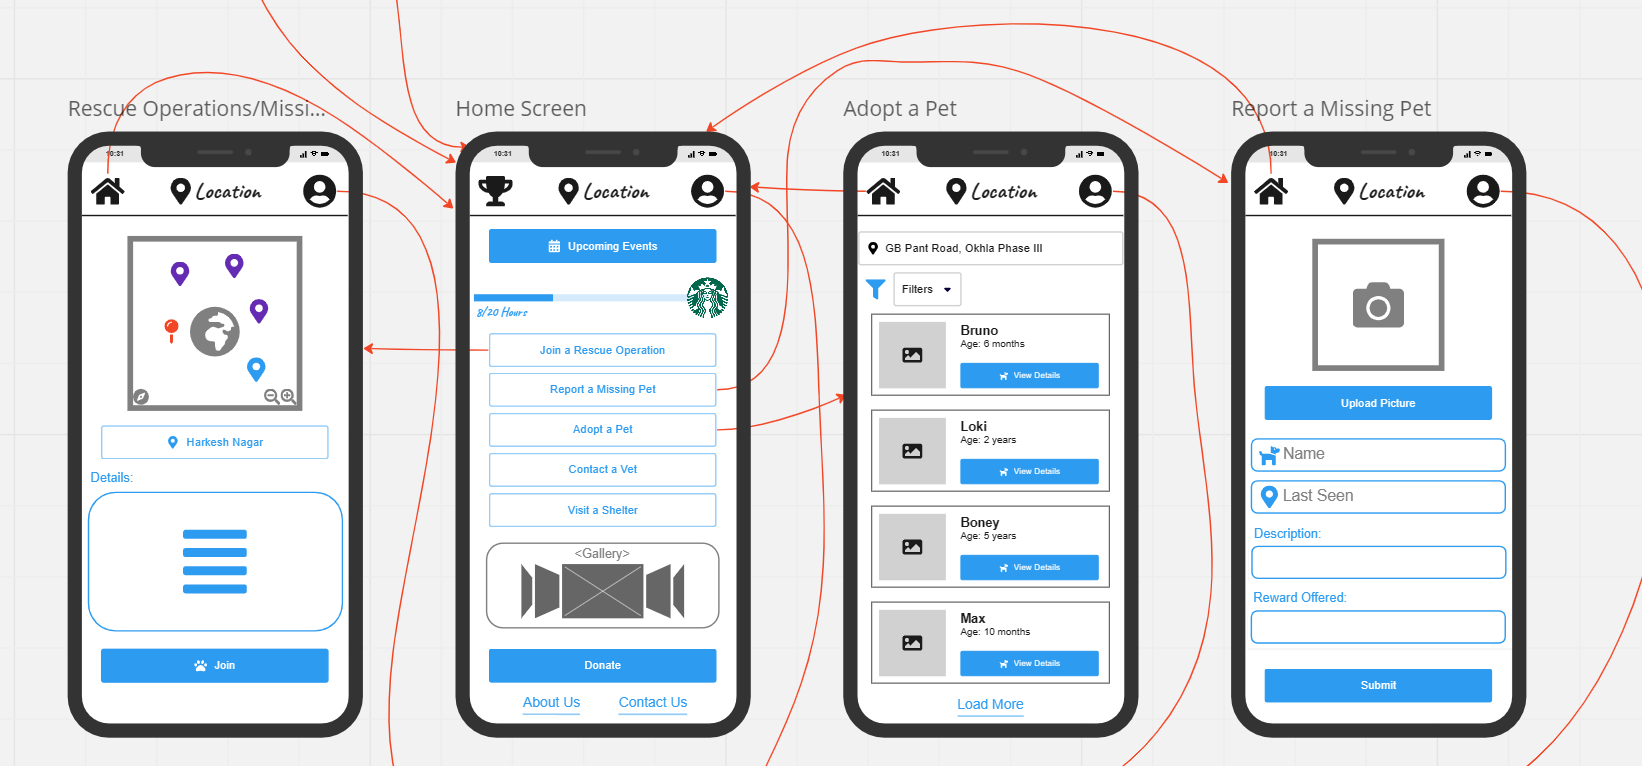 Rescue Operations/Missi...
10:31
Location
Harkesh Nagar
Details:
Join
Home Screen
10:31
Location
Upcoming Events
8/20 Hours
Join a Rescue Operation
Report a Missing Pet
Adopt a Pet
Contact a Vet
Visit a Shelter
<Gallery>
Donate
About Us
Contact Us
Adopt a Pet
10:31
Location
GB Pant Road, Okhla Phase III
Filters
Bruno
Age: 6 months
View Details
Loki
Age: 2 years
View Details
Boney
Age: 5 years
View Details
Max
Age: 10 months
View Details
Load More
Report a Missing Pet
10:31
Location
Upload Picture
Name
Last Seen
Description:
Reward Offered:
Submit